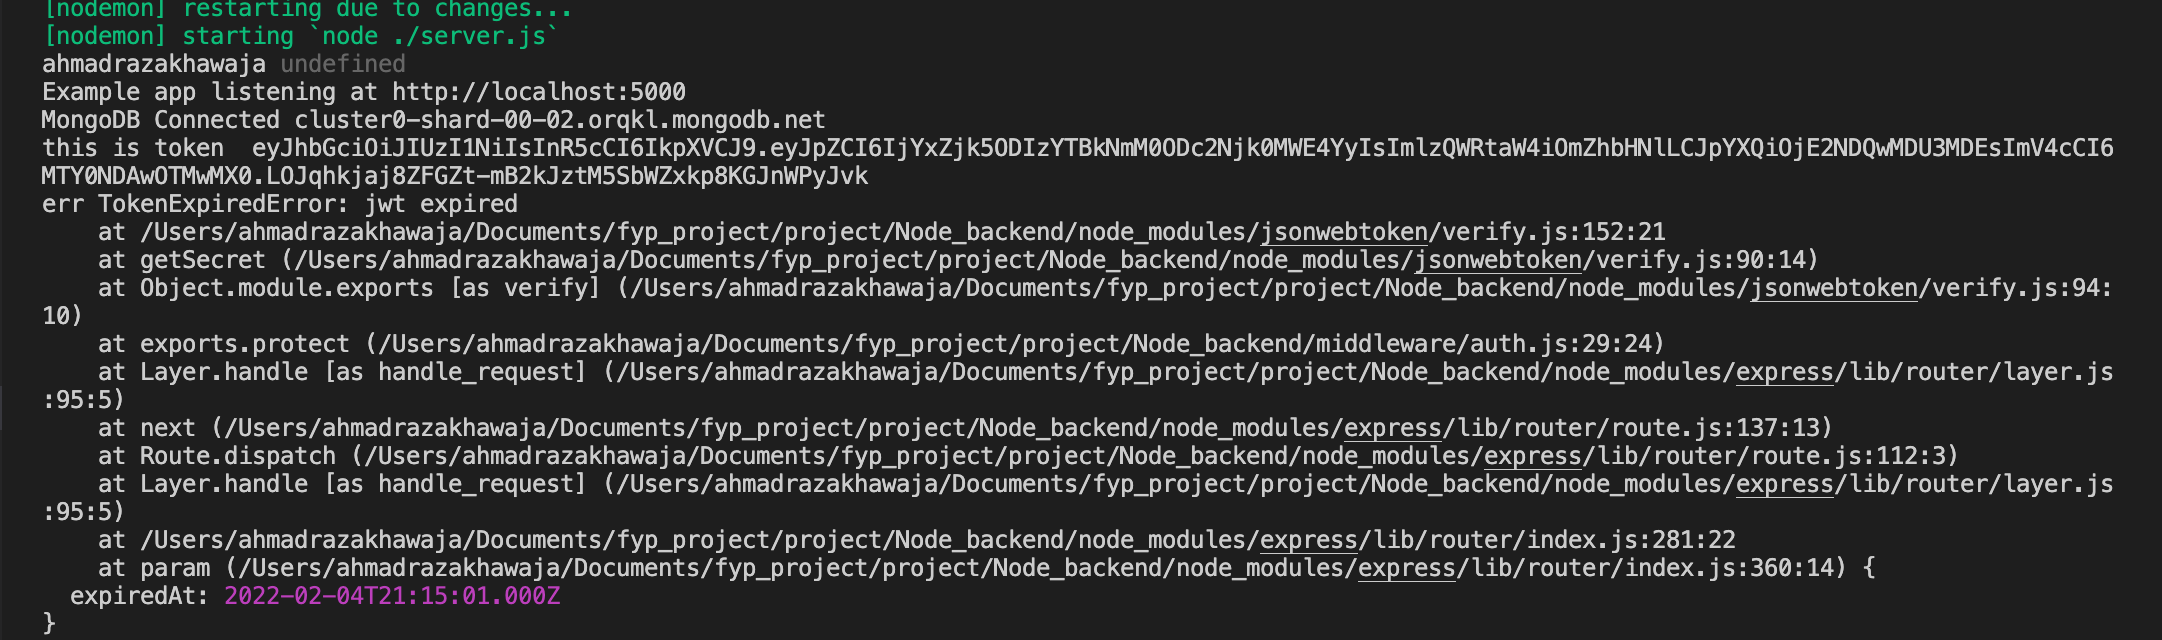 [nodemon] restarting due to changes...
[nodemon] starting `node ./server.js`
ahmadrazakhawaja undefined
Example app listening at http://localhost:5000
MongoDB Connected cluster0-shard-00-02.orqkl.mongodb.net
this is token  eyJhbGciOiJIUzI1NiIsInR5cCI6IkpXVCJ9.eyJpZCI6IjYxZjk5ODIzYTBkNmM0ODc2Njk0MWE4YyIsImlzQWRtaW4iOmZhbHNlLCJpYXQiOjE2NDQwMDU3MDEsImV4cCI6
MTY0NDAwOTMwMX0.LOJqhkjaj8ZFGZt-mB2kJztM5SbWZxkp8KGJnWPyJvk
err TokenExpiredError: jwt expired
    at /Users/ahmadrazakhawaja/Documents/fyp_project/project/Node_backend/node_modules/jsonwebtoken/verify.js:152:21
    at getSecret (/Users/ahmadrazakhawaja/Documents/fyp_project/project/Node_backend/node_modules/jsonwebtoken/verify.js:90:14)
    at Object.module.exports [as verify] (/Users/ahmadrazakhawaja/Documents/fyp_project/project/Node_backend/node_modules/jsonwebtoken/verify.js:94:
10)
    at exports.protect (/Users/ahmadrazakhawaja/Documents/fyp_project/project/Node_backend/middleware/auth.js:29:24)
    at Layer.handle [as handle_request] (/Users/ahmadrazakhawaja/Documents/fyp_project/project/Node_backend/node_modules/express/lib/router/layer.js
:95:5)
    at next (/Users/ahmadrazakhawaja/Documents/fyp_project/project/Node_backend/node_modules/express/lib/router/route.js:137:13)
    at Route.dispatch (/Users/ahmadrazakhawaja/Documents/fyp_project/project/Node_backend/node_modules/express/lib/router/route.js:112:3)
    at Layer.handle [as handle_request] (/Users/ahmadrazakhawaja/Documents/fyp_project/project/Node_backend/node_modules/express/lib/router/layer.js
:95:5)
    at /Users/ahmadrazakhawaja/Documents/fyp_project/project/Node_backend/node_modules/express/lib/router/index.js:281:22
    at param (/Users/ahmadrazakhawaja/Documents/fyp_project/project/Node_backend/node_modules/express/lib/router/index.js:360:14) {
  expiredAt: 2022-02-04T21:15:01.000Z
}